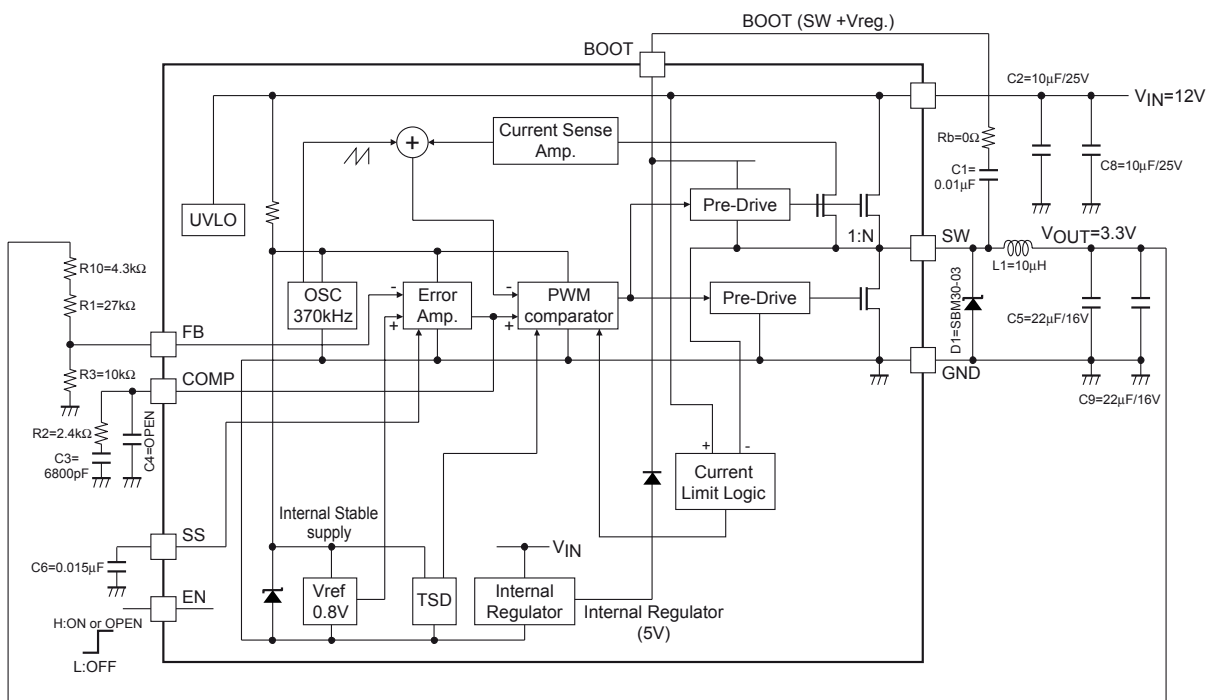 BOOT (SW +Vreg.)
BOOT
C2=10μF/25V
VIN=12V
Current Sense
Amp.
+
Rb=0Ω
C1=
0.01μF
C8=10μF/25V
UVLO
Pre-Drive
1:N
SW
VOUT=3.3V
L1=10μH
R10=4.3kΩ
R1=27kΩ
OSC
370kHz
-
Error
Amp.
+
-
PWM
comparator
+
Pre-Drive
D1=SBM30-03
C5=22μF/16V
FB
R3=10kΩ
COMP
GND
C9=22μF/16V
R2=2.4kΩ
C4=OPEN
C3=
6800pF
+
-
Current
Limit Logic
SS
Internal Stable
supply
VIN
C6=0.015μF
EN
Vref
0.8V
TSD
Internal
Regulator
Internal Regulator
(5V)
H:ON or OPEN
L:OFF